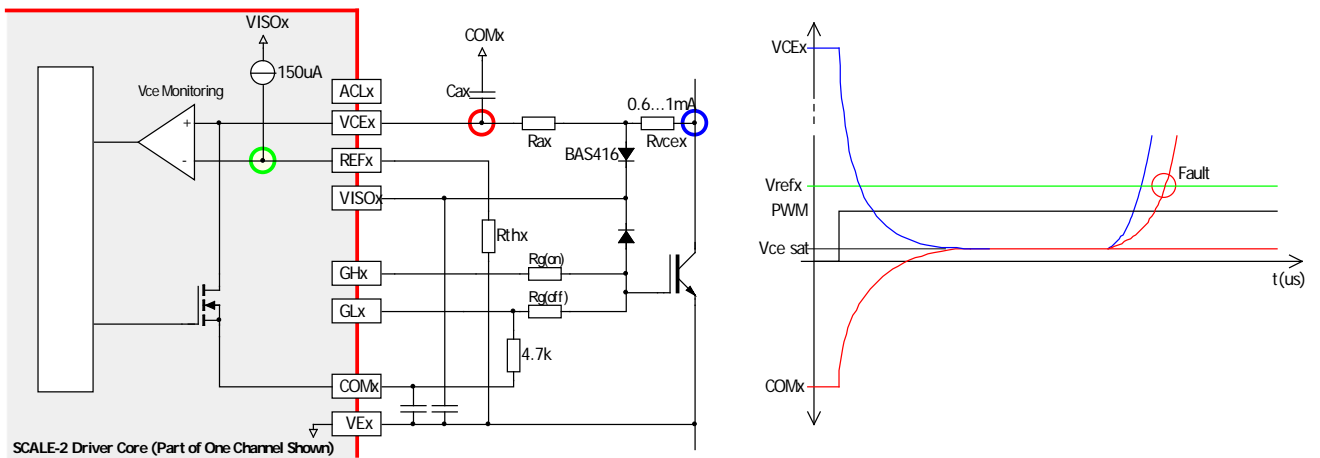 VISOx
150uA
Vce Monitoring
+
-
ACLx
VCEx
REFx
VISOx
GHx
GLx
COMx
VEx
COMx
Cax
Rax
0.6...1mA
Rvcex
BAS416
Rthx
Rg(on)
Rg(off)
4.7k
SCALE-2 Driver Core (Part of One Channel Shown)
VCEx
Vrefx
PWM
Vce sat
COMx
Fault
t(us)